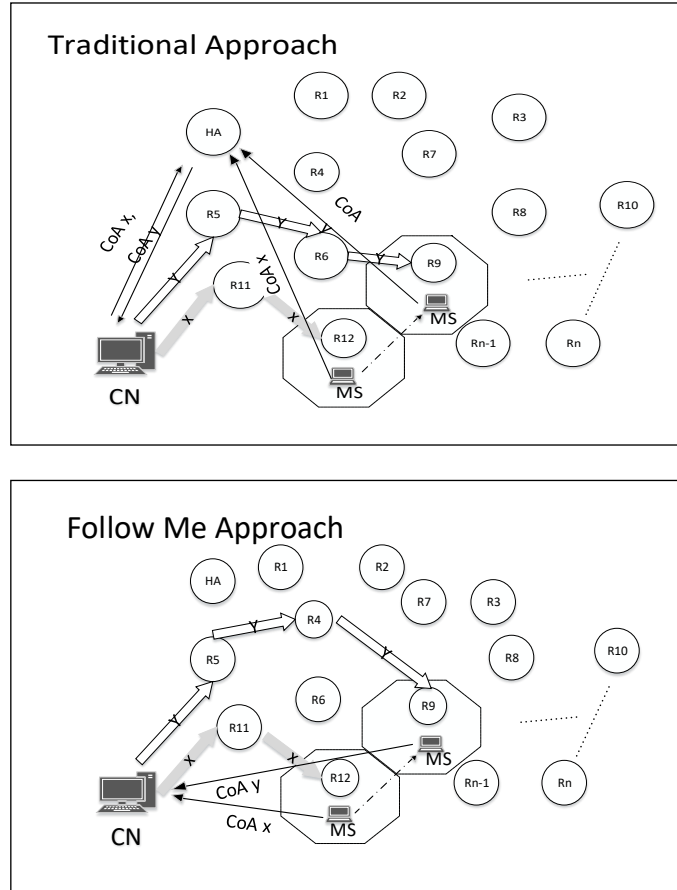 Traditional Approach
R1
R2
R3
HA
R7
R4
R5
Y
Y
CoA
R8
R10
CoA x,
CoA y
R6
Y
R9
Y
CoA x
R11
x
x
MS
R12
Rn-1
Rn
CN
MS
Follow Me Approach
R1
R2
HA
R7
R3
R4
Y
R5
Y
R8
R10
Y
R6
R9
R11
x
x
MS
R12
CoA y
Rn-1
Rn
CoA x
MS
CN